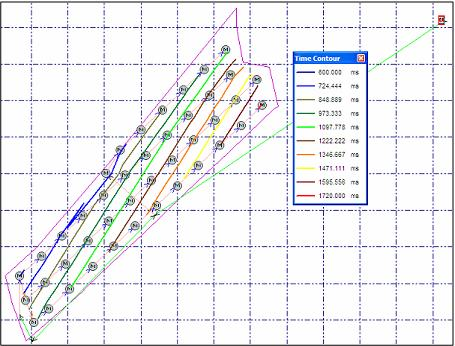 Time Contour
600.000 ms
724.444 ms
848.889 ms
973.333 ms
1097.778 ms
1222.222 ms
1346.667 ms
1471.111 ms
1595.556 ms
1720.000 ms